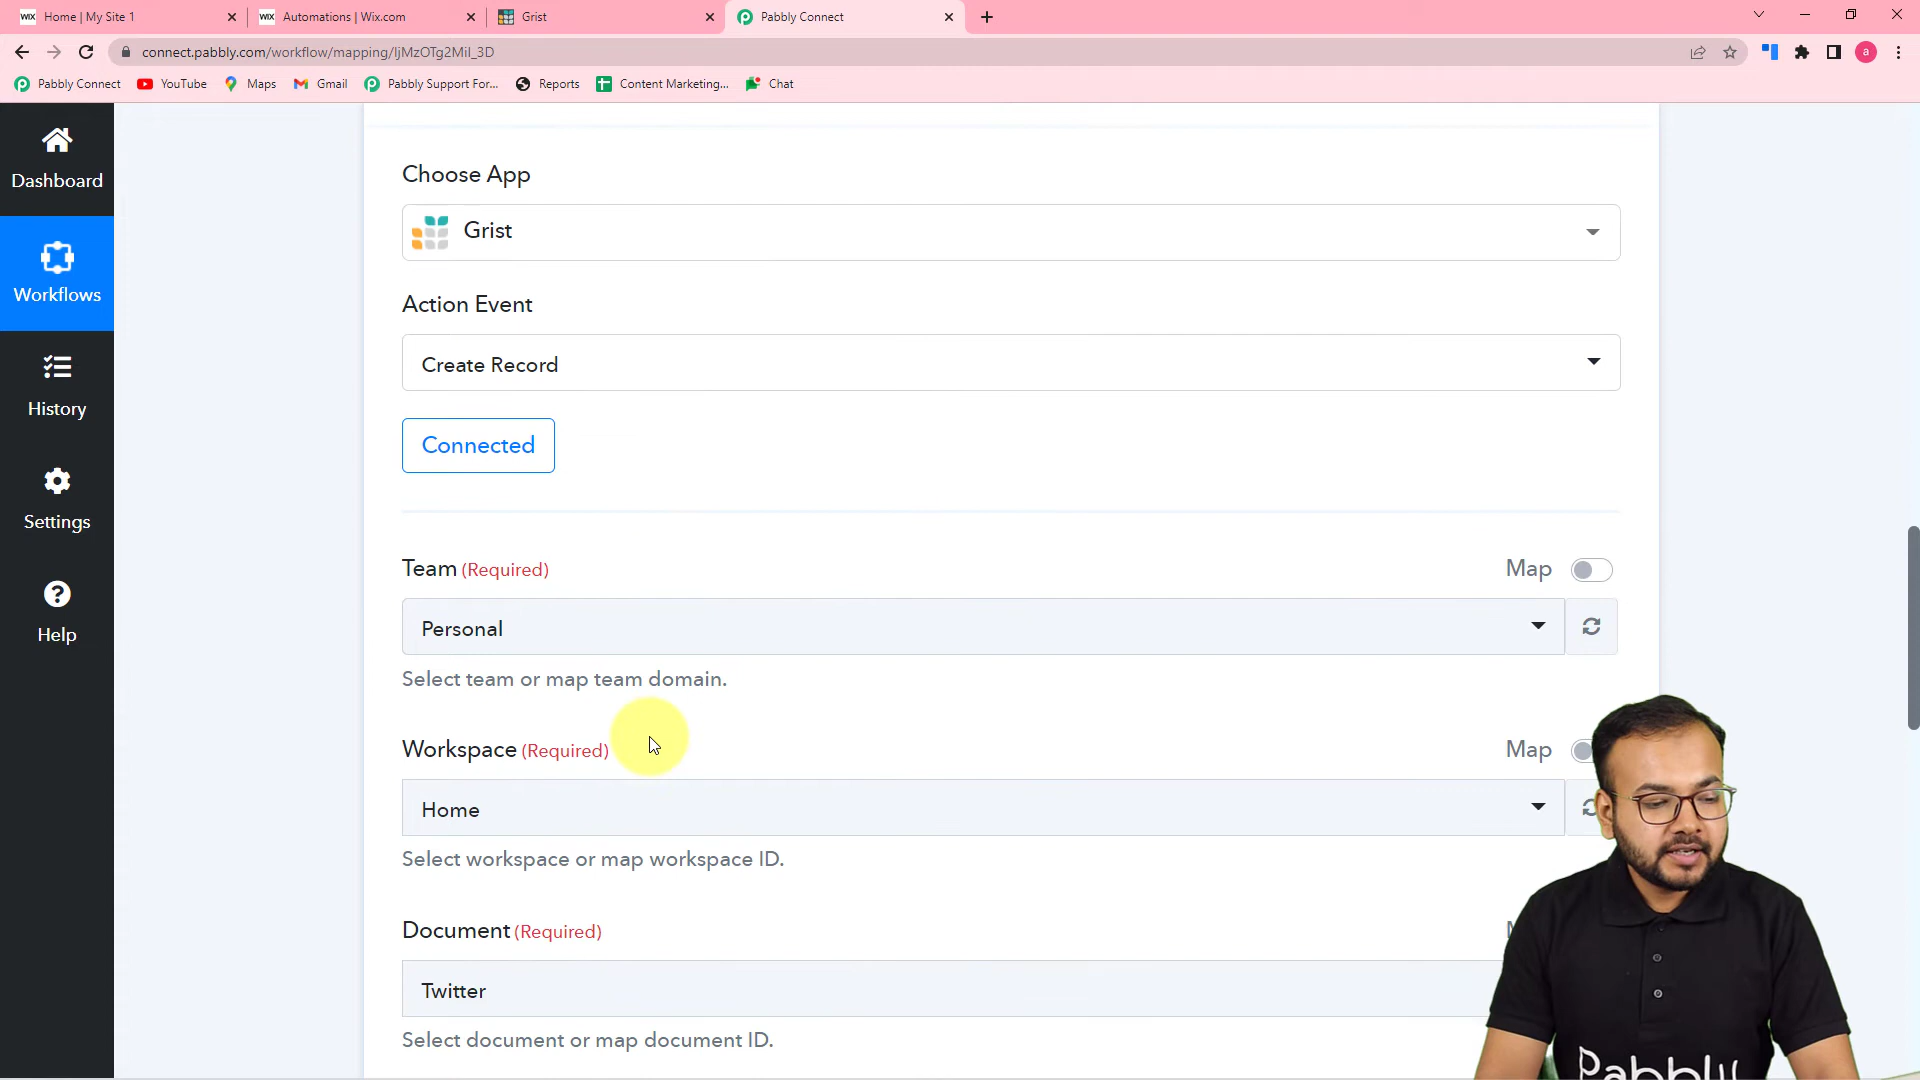 WIX Home | My Site 1
WIX Automations | Wix.com
Grist
Pabbly Connect
connect.pabbly.com/workflow/mapping/IjMzOTg2MiI_3D
a
Pabbly Connect
YouTube
Maps
Gmail
Pabbly Support For...
Reports
Content Marketing...
Chat
Dashboard
Workflows
History
Settings
Help
Choose App
Grist
Action Event
Create Record
Connected
Team (Required)
Map
Personal
Select team or map team domain.
Workspace (Required)
Map
Home
Select workspace or map workspace ID.
Document (Required)
Twitter
Select document or map document ID.
Pabbly